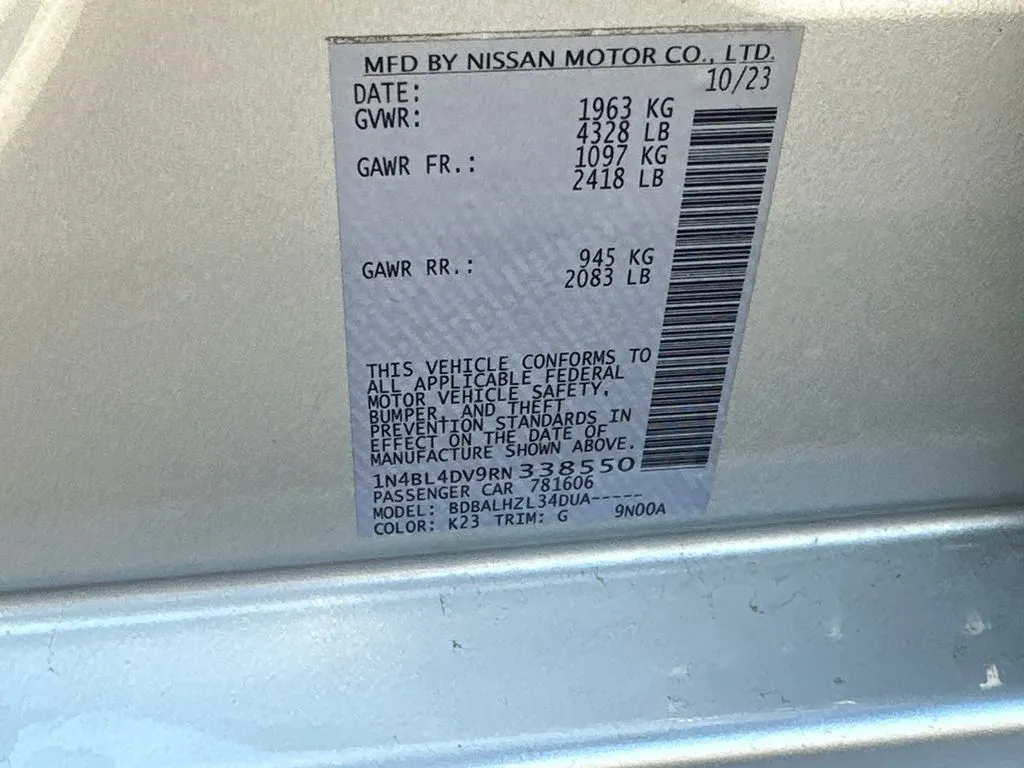 MFD BY NISSAN MOTOR CO., LTD.
DATE: 10/23
GVWR: 1963 KG
4328 LB
GAWR FR.: 1097 KG
2418 LB
GAWR RR.: 945 KG
2083 LB
THIS VEHICLE CONFORMS TO
ALL APPLICABLE FEDERAL
MOTOR VEHICLE SAFETY,
BUMPER, AND THEFT
PREVENTION STANDARDS IN
EFFECT ON THE DATE OF
MANUFACTURE SHOWN ABOVE.
1N4BL4DV9RN338550
PASSENGER CAR 781606
MODEL: BDBALHZL34DUA-----
COLOR: K23 TRIM: G 9N00A